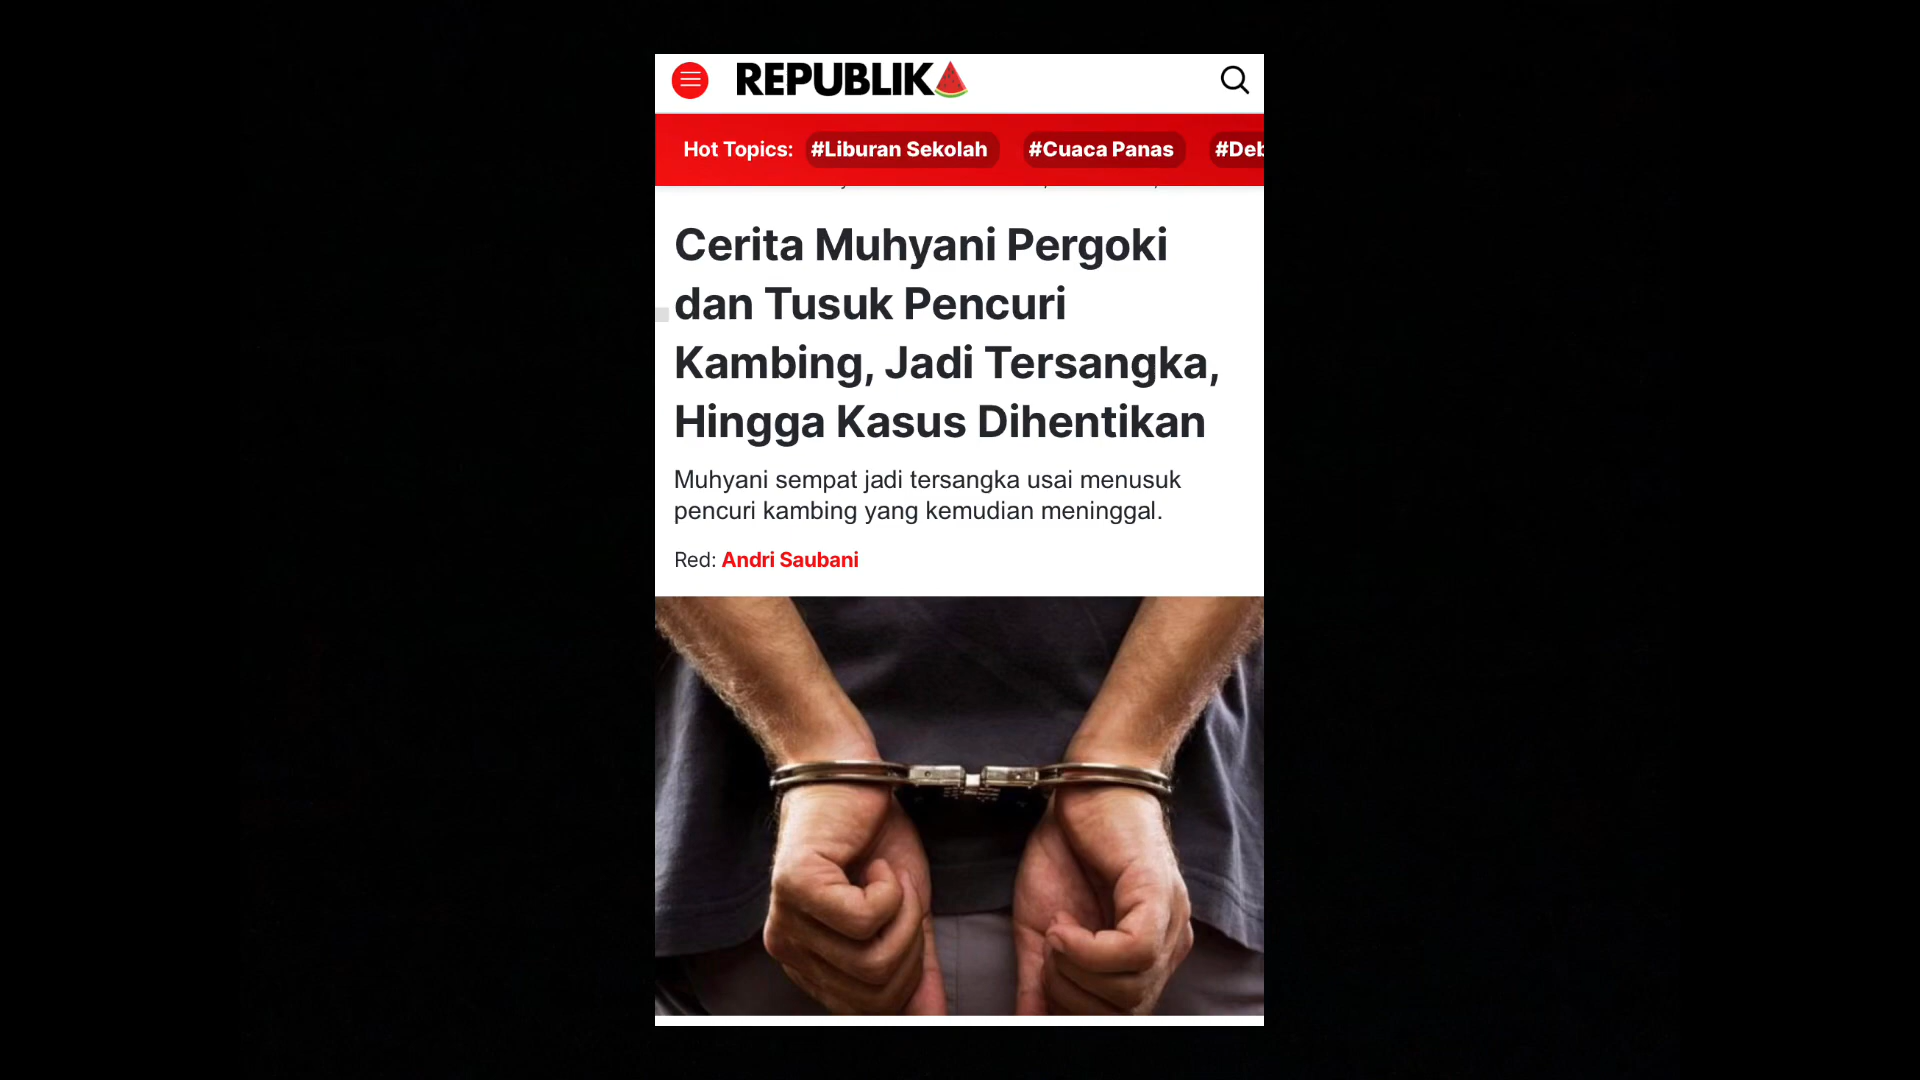 REPUBLIK
Hot Topics: #Liburan Sekolah #Cuaca Panas #Deb
Cerita Muhyani Pergoki
dan Tusuk Pencuri
Kambing, Jadi Tersangka,
Hingga Kasus Dihentikan
Muhyani sempat jadi tersangka usai menusuk
pencuri kambing yang kemudian meninggal.
Red: Andri Saubani